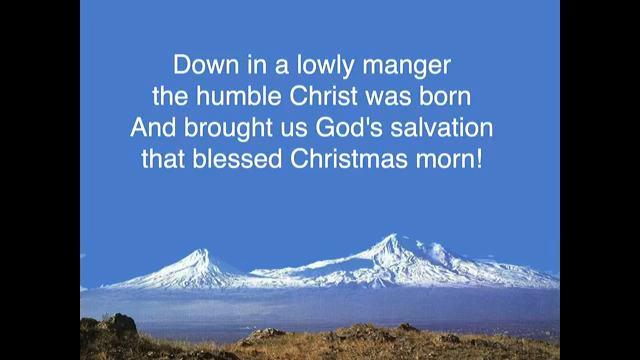 Down in a lowly manger
the humble Christ was born
And brought us God's salvation
that blessed Christmas morn!